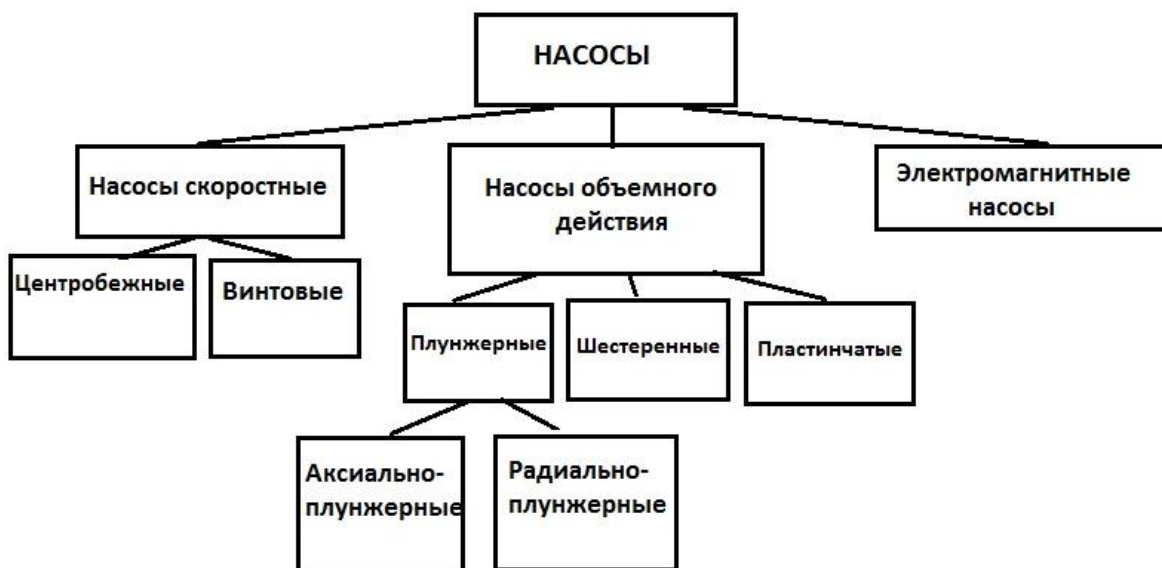 НАСОСЫ
Насосы скоростные
Насосы объемного
действия
Электромагнитные
насосы
Центробежные
Винтовые
Плунжерные
Шестеренные
Пластинчатые
Аксиально-
плунжерные
Радиально-
плунжерные